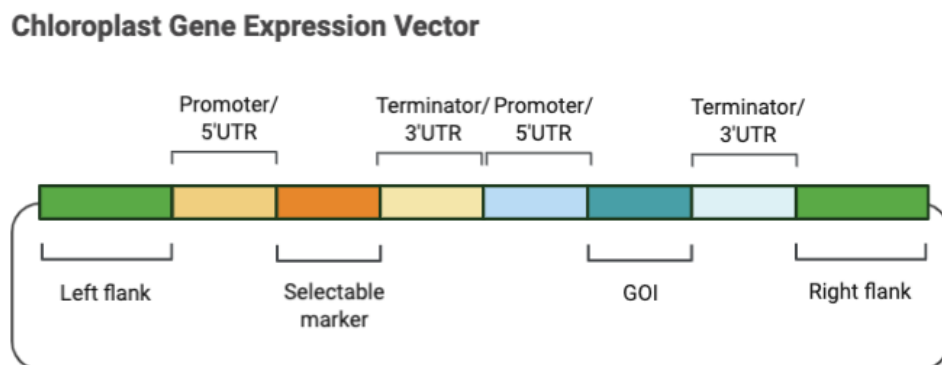 Chloroplast Gene Expression Vector
Promoter/
5'UTR
Terminator/
3'UTR
Promoter/
5'UTR
Terminator/
3'UTR
Left flank
Selectable
marker
GOI
Right flank